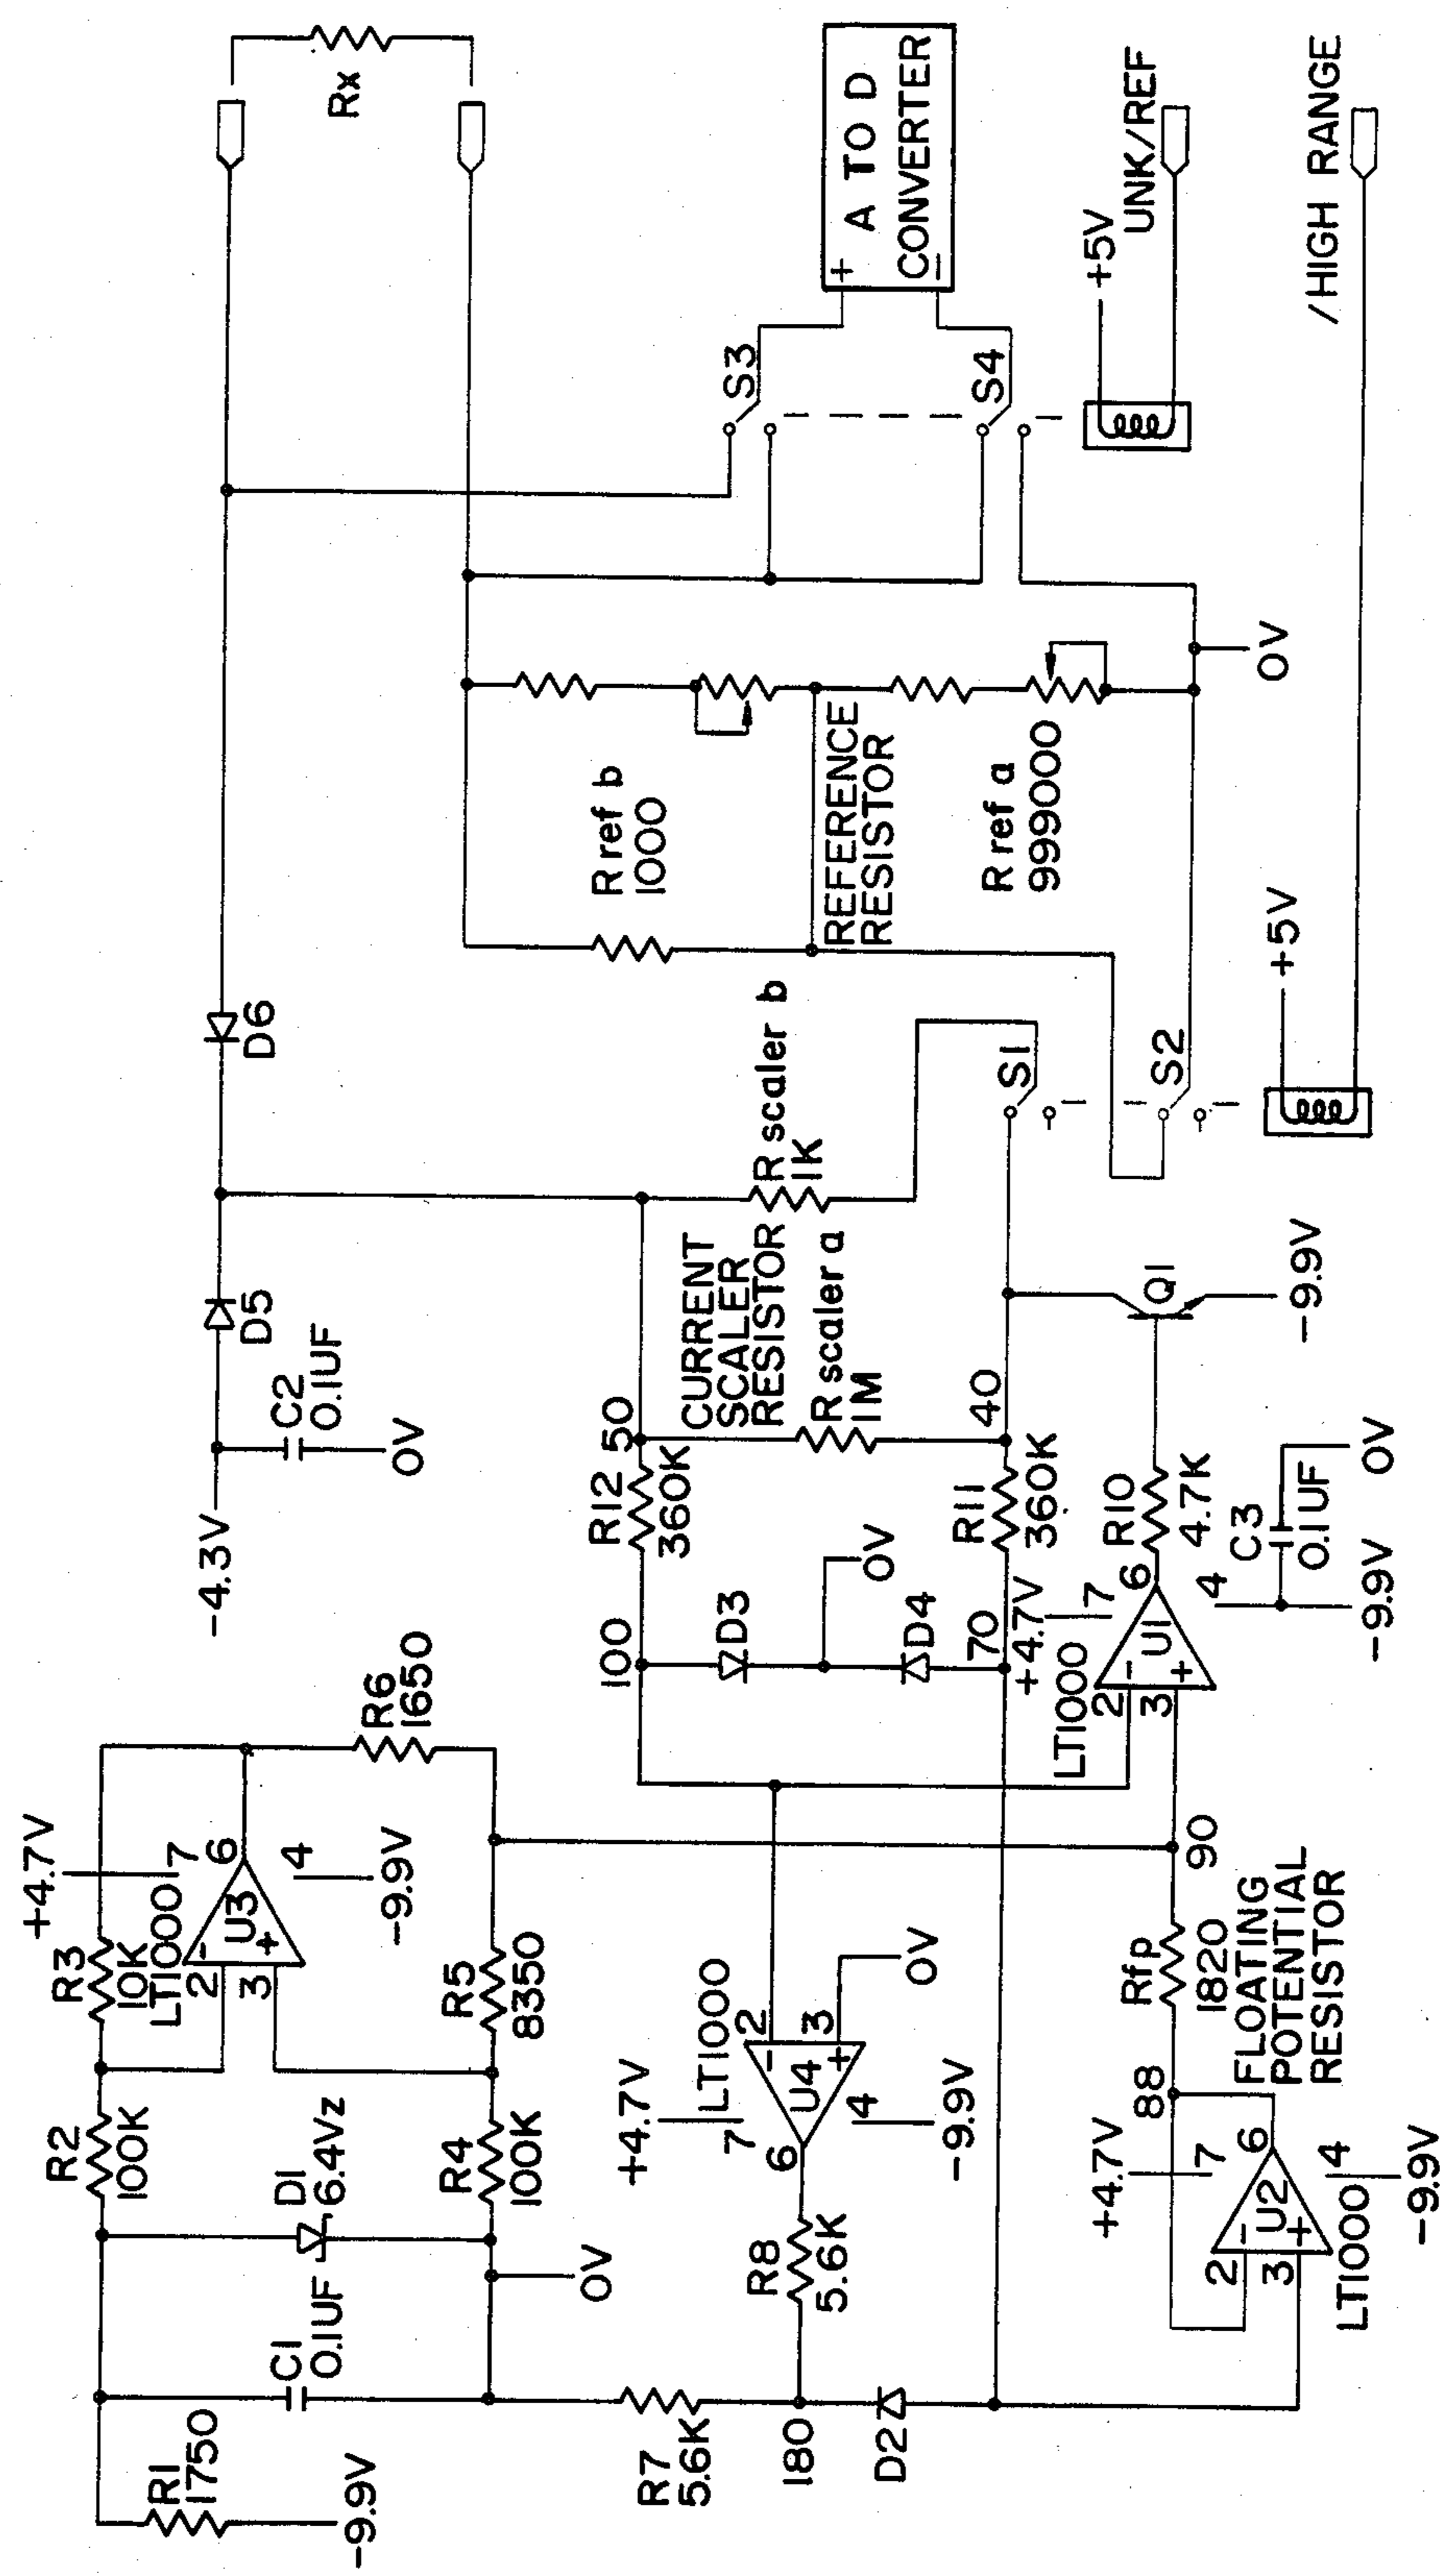 +4.7V
R3
10K
LT1000
7
2
-
6
U3
3
+
4
-9.9V
R2
100K
R1
1750
-9.9V
C1
0.1UF
D1
6.4Vz
0V
R4
100K
R5
8350
R6
1650
-4.3V
C2
0.1UF
0V
D5
D6
Rx
R7
5.6K
180
D2
R8
5.6K
+4.7V
LT1000
7
2
-
6
U4
3
+
4
-9.9V
0V
100
R12
360K
50
D3
0V
D4
70
R11
360K
40
CURRENT
SCALER
RESISTOR
R scaler a
1M
R scaler b
1K
S1
S2
+5V
/HIGH RANGE
R ref b
1000
REFERENCE
RESISTOR
R ref a
999000
0V
S3
S4
+
A TO D
CONVERTER
-
+5V
UNK/REF
+4.7V
LT1000
7
2
-
6
U1
3
+
4
R10
4.7K
Q1
-9.9V
C3
0.1UF
0V
-9.9V
90
Rfp
1820
FLOATING
POTENTIAL
RESISTOR
88
+4.7V
7
2
-
6
U2
3
+
4
LT1000
-9.9V